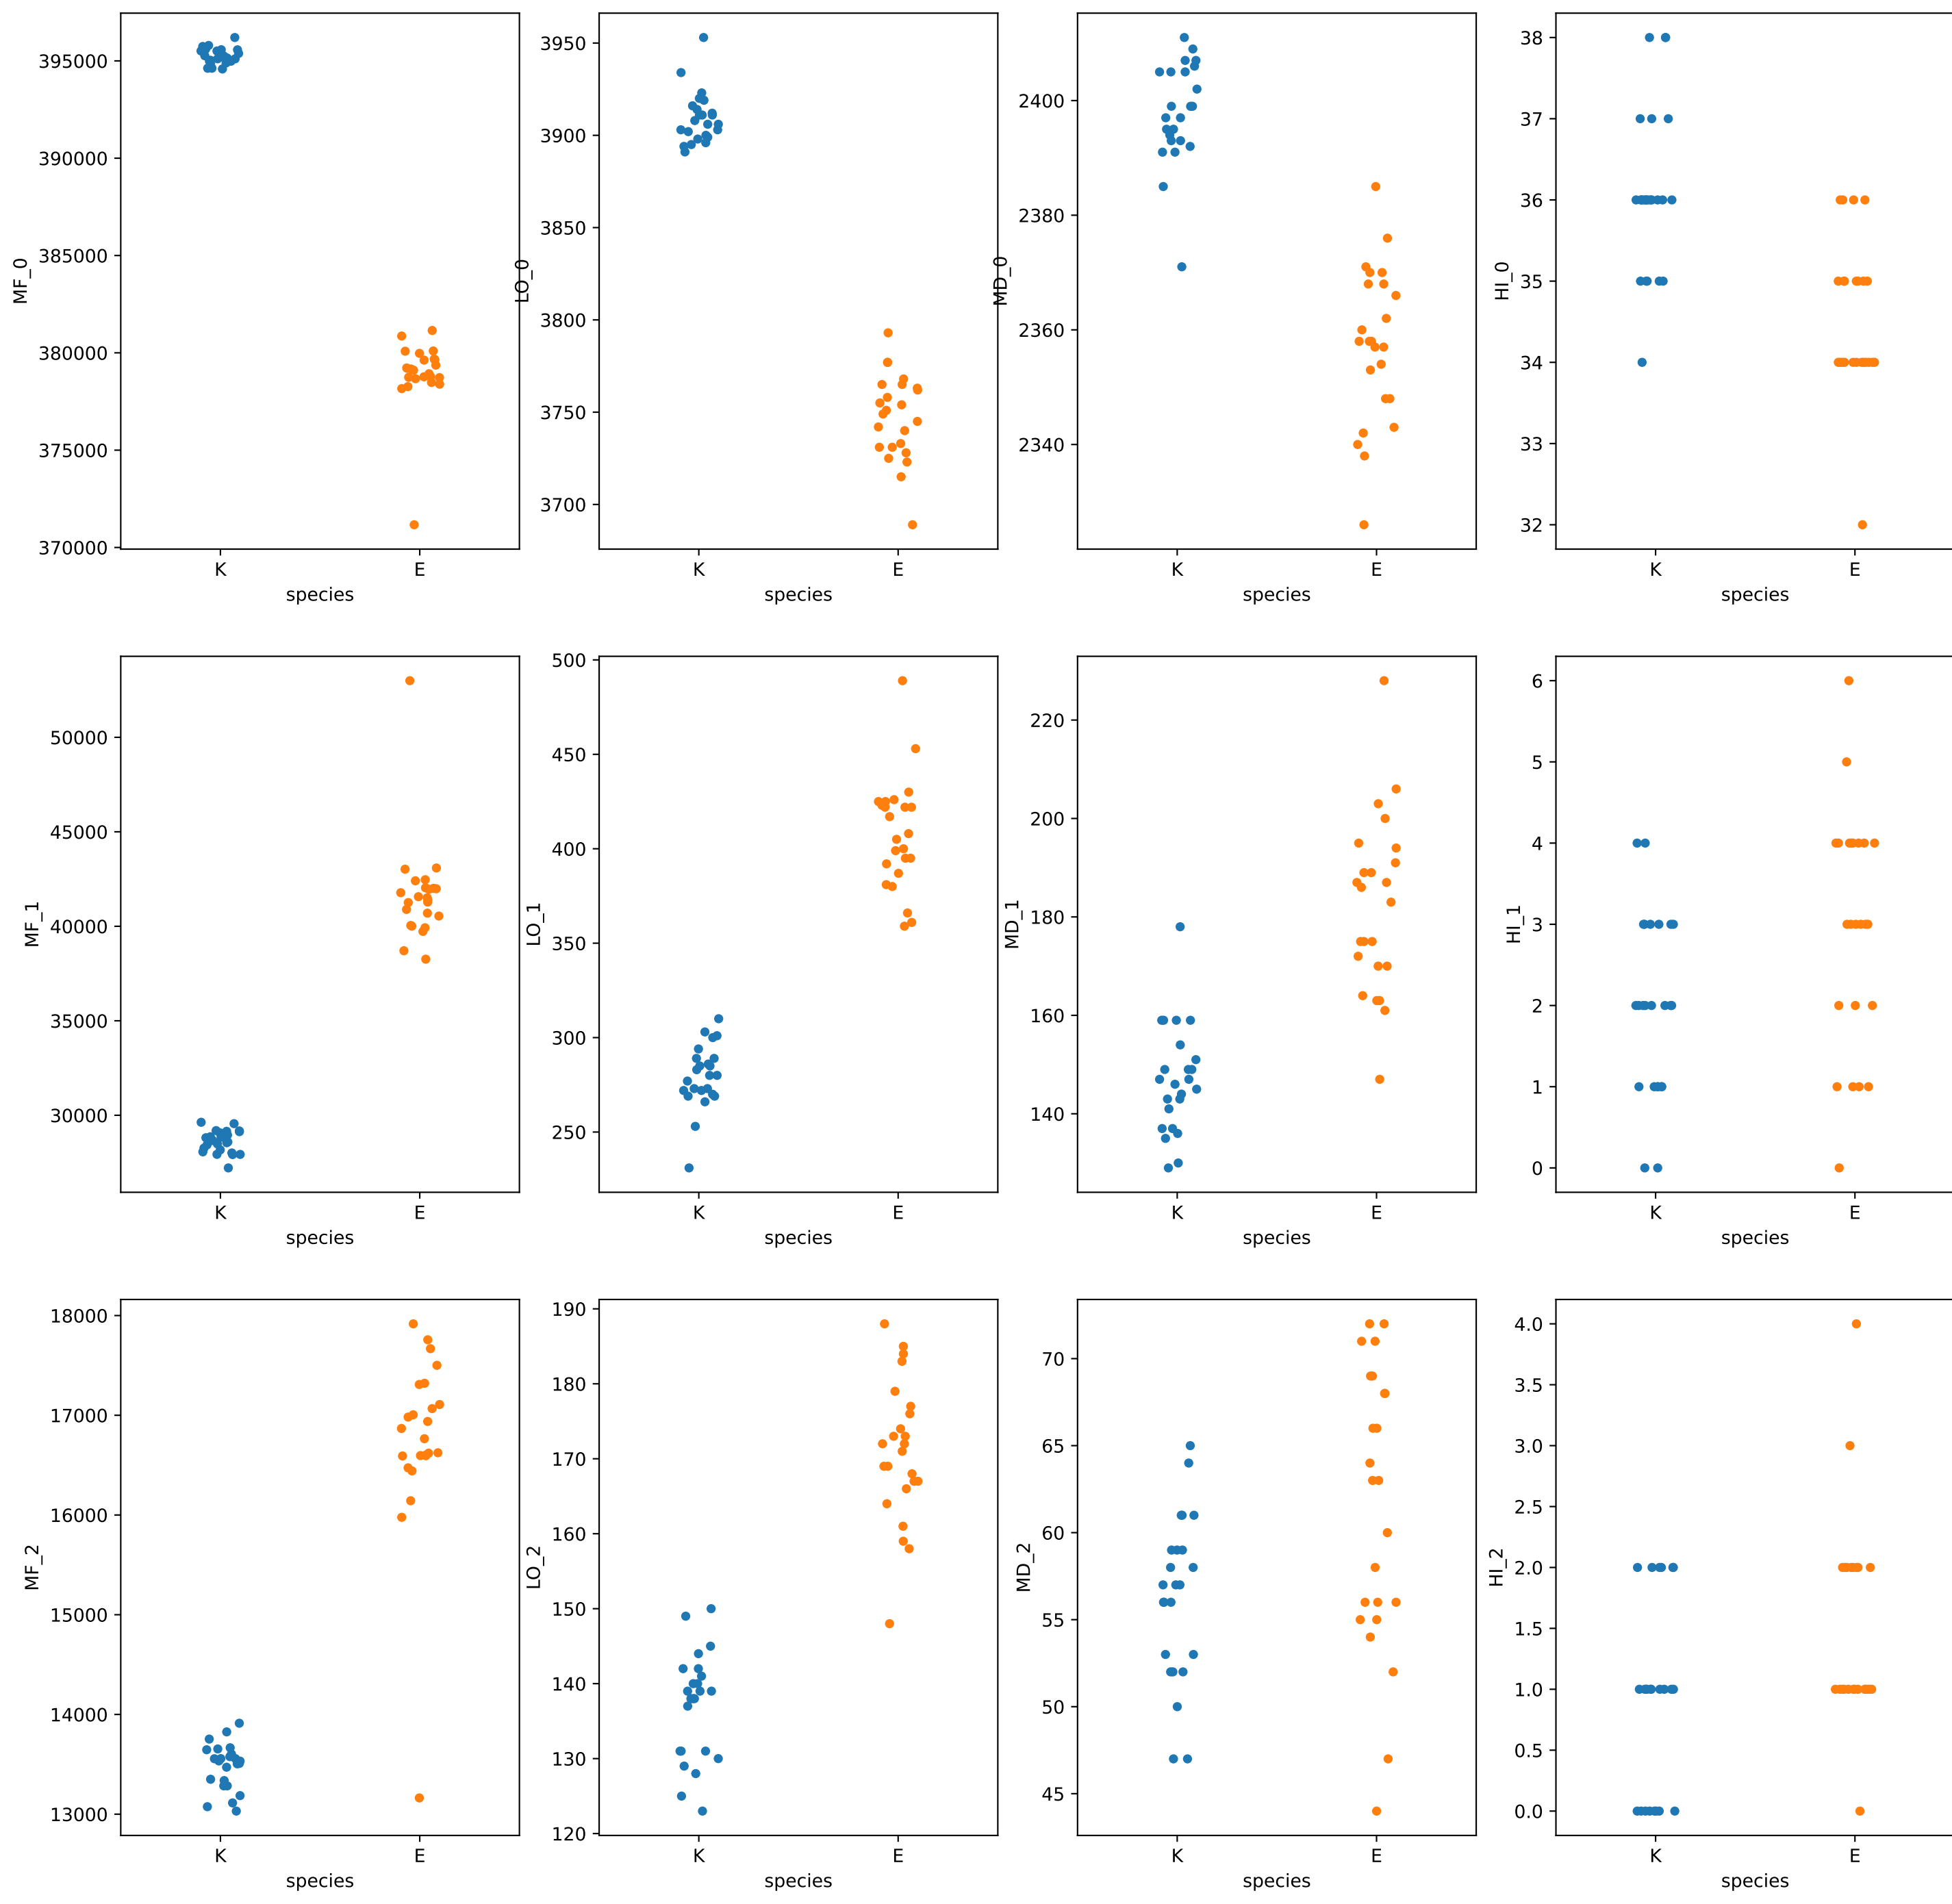 MF_0
395000
390000
385000
380000
375000
370000
K
E
species
LO_0
3950
3900
3850
3800
3750
3700
K
E
species
MD_0
2400
2380
2360
2340
K
E
species
HI_0
38
37
36
35
34
33
32
K
E
species
MF_1
50000
45000
40000
35000
30000
K
E
species
LO_1
500
450
400
350
300
250
K
E
species
MD_1
220
200
180
160
140
K
E
species
HI_1
6
5
4
3
2
1
0
K
E
species
MF_2
18000
17000
16000
15000
14000
13000
K
E
species
LO_2
190
180
170
160
150
140
130
120
K
E
species
MD_2
70
65
60
55
50
45
K
E
species
HI_2
4.0
3.5
3.0
2.5
2.0
1.5
1.0
0.5
0.0
K
E
species